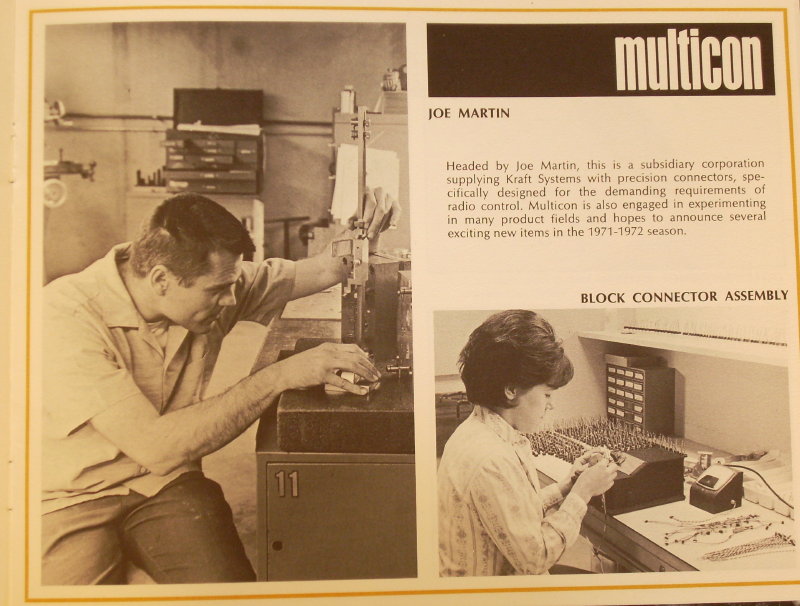 multicon
JOE MARTIN
Headed by Joe Martin, this is a subsidiary corporation
supplying Kraft Systems with precision connectors, spe-
cifically designed for the demanding requirements of
radio control. Multicon is also engaged in experimenting
in many product fields and hopes to announce several
exciting new items in the 1971-1972 season.
BLOCK CONNECTOR ASSEMBLY
11